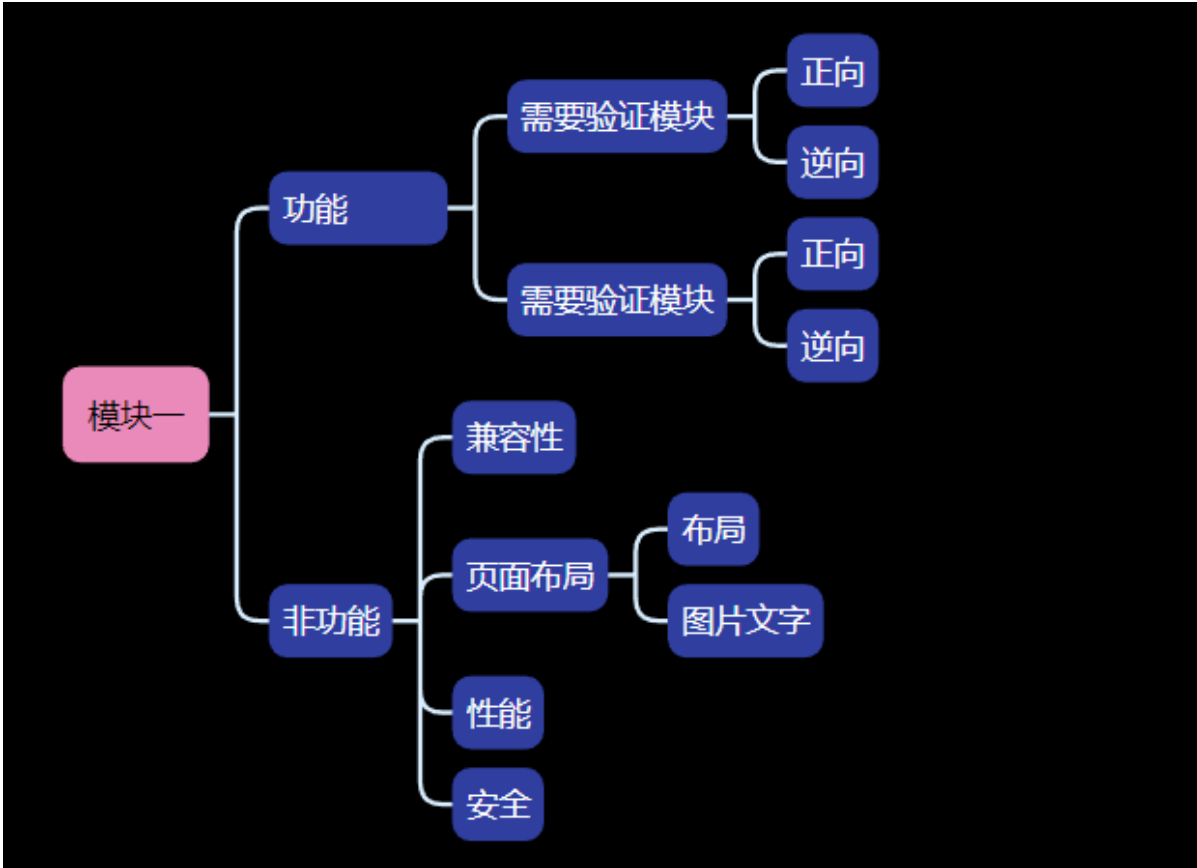 正向
需要验证模块
逆向
功能
正向
需要验证模块
逆向
模块一
兼容性
布局
页面布局
图片文字
非功能
性能
安全